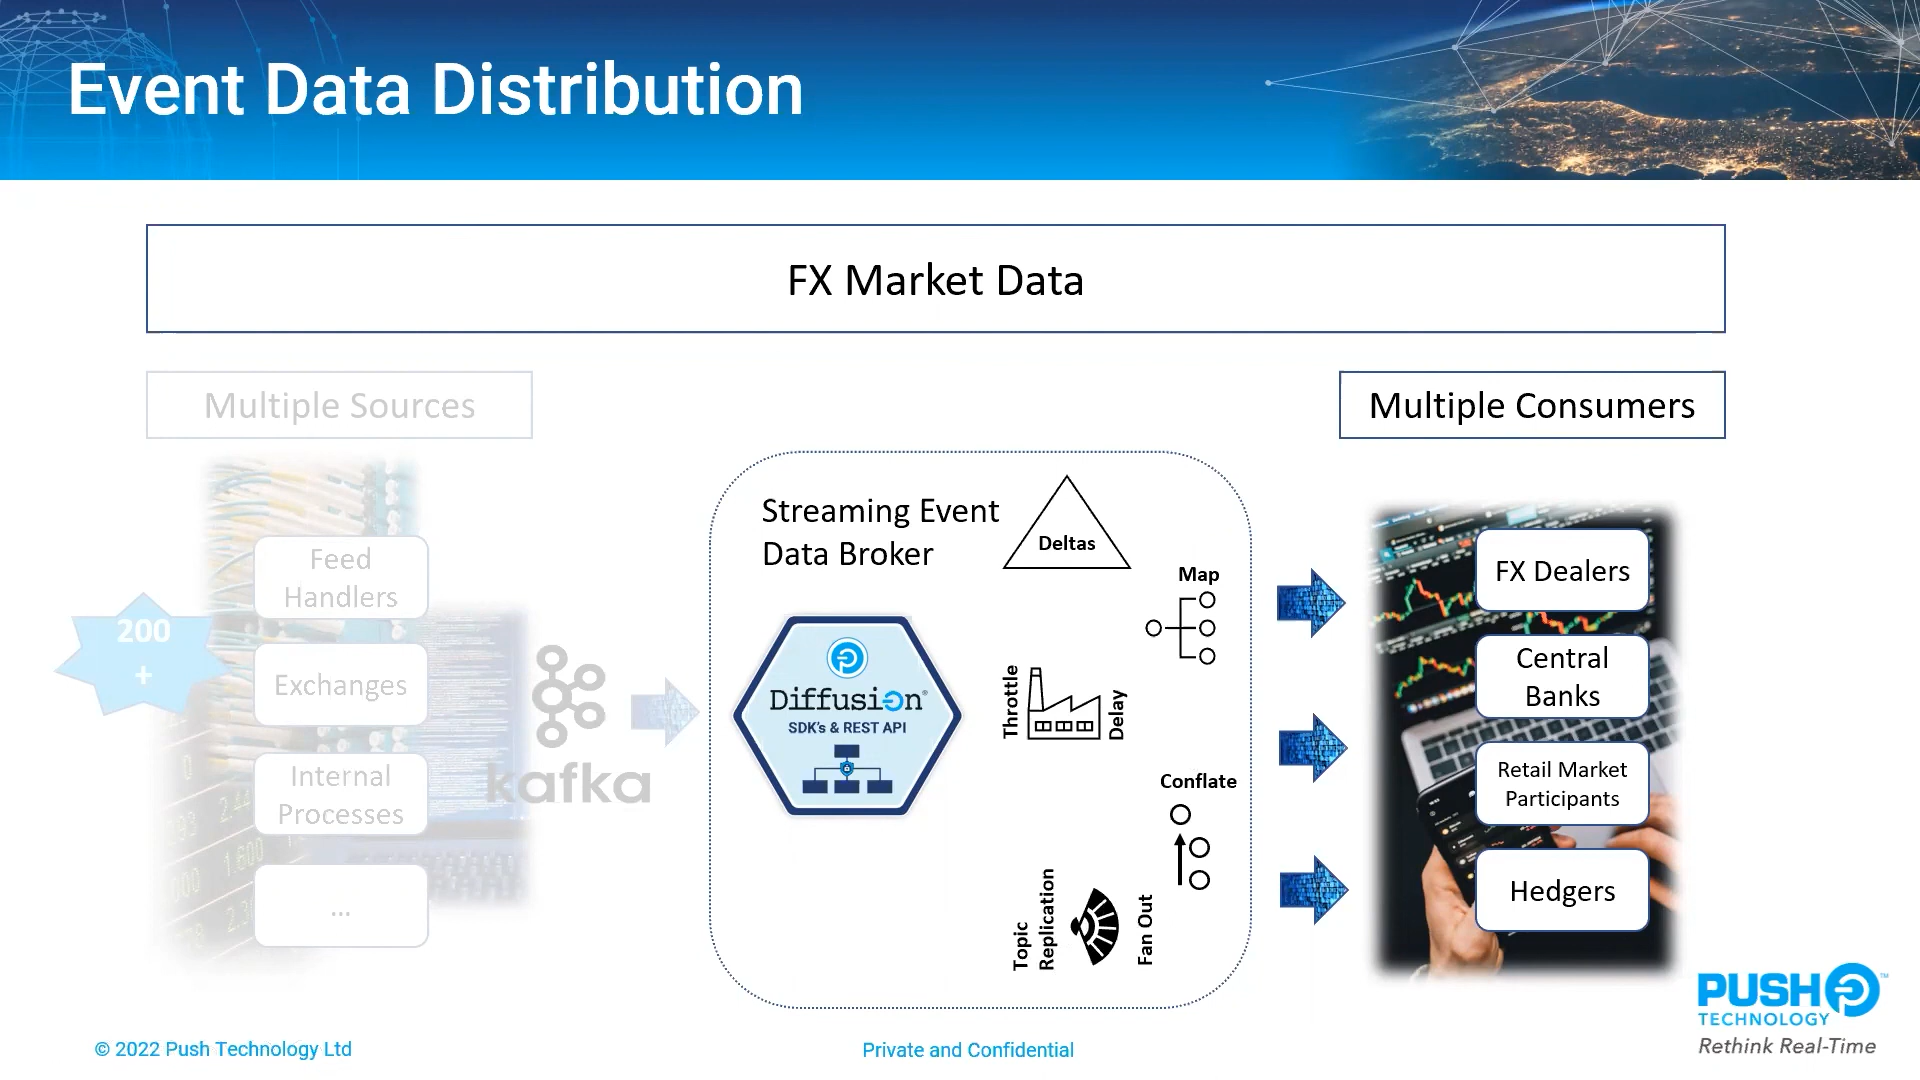 Event Data Distribution
FX Market Data
Multiple Sources
Multiple Consumers
Feed
Handlers
Exchanges
Internal
Processes
...
200
+
kafka
Streaming Event
Data Broker
Diffusion®
SDK's & REST API
Deltas
Map
Throttle
Delay
Conflate
Topic
Replication
Fan Out
FX Dealers
Central
Banks
Retail Market
Participants
Hedgers
PUSH
TECHNOLOGY
™
Rethink Real-Time
© 2022 Push Technology Ltd
Private and Confidential